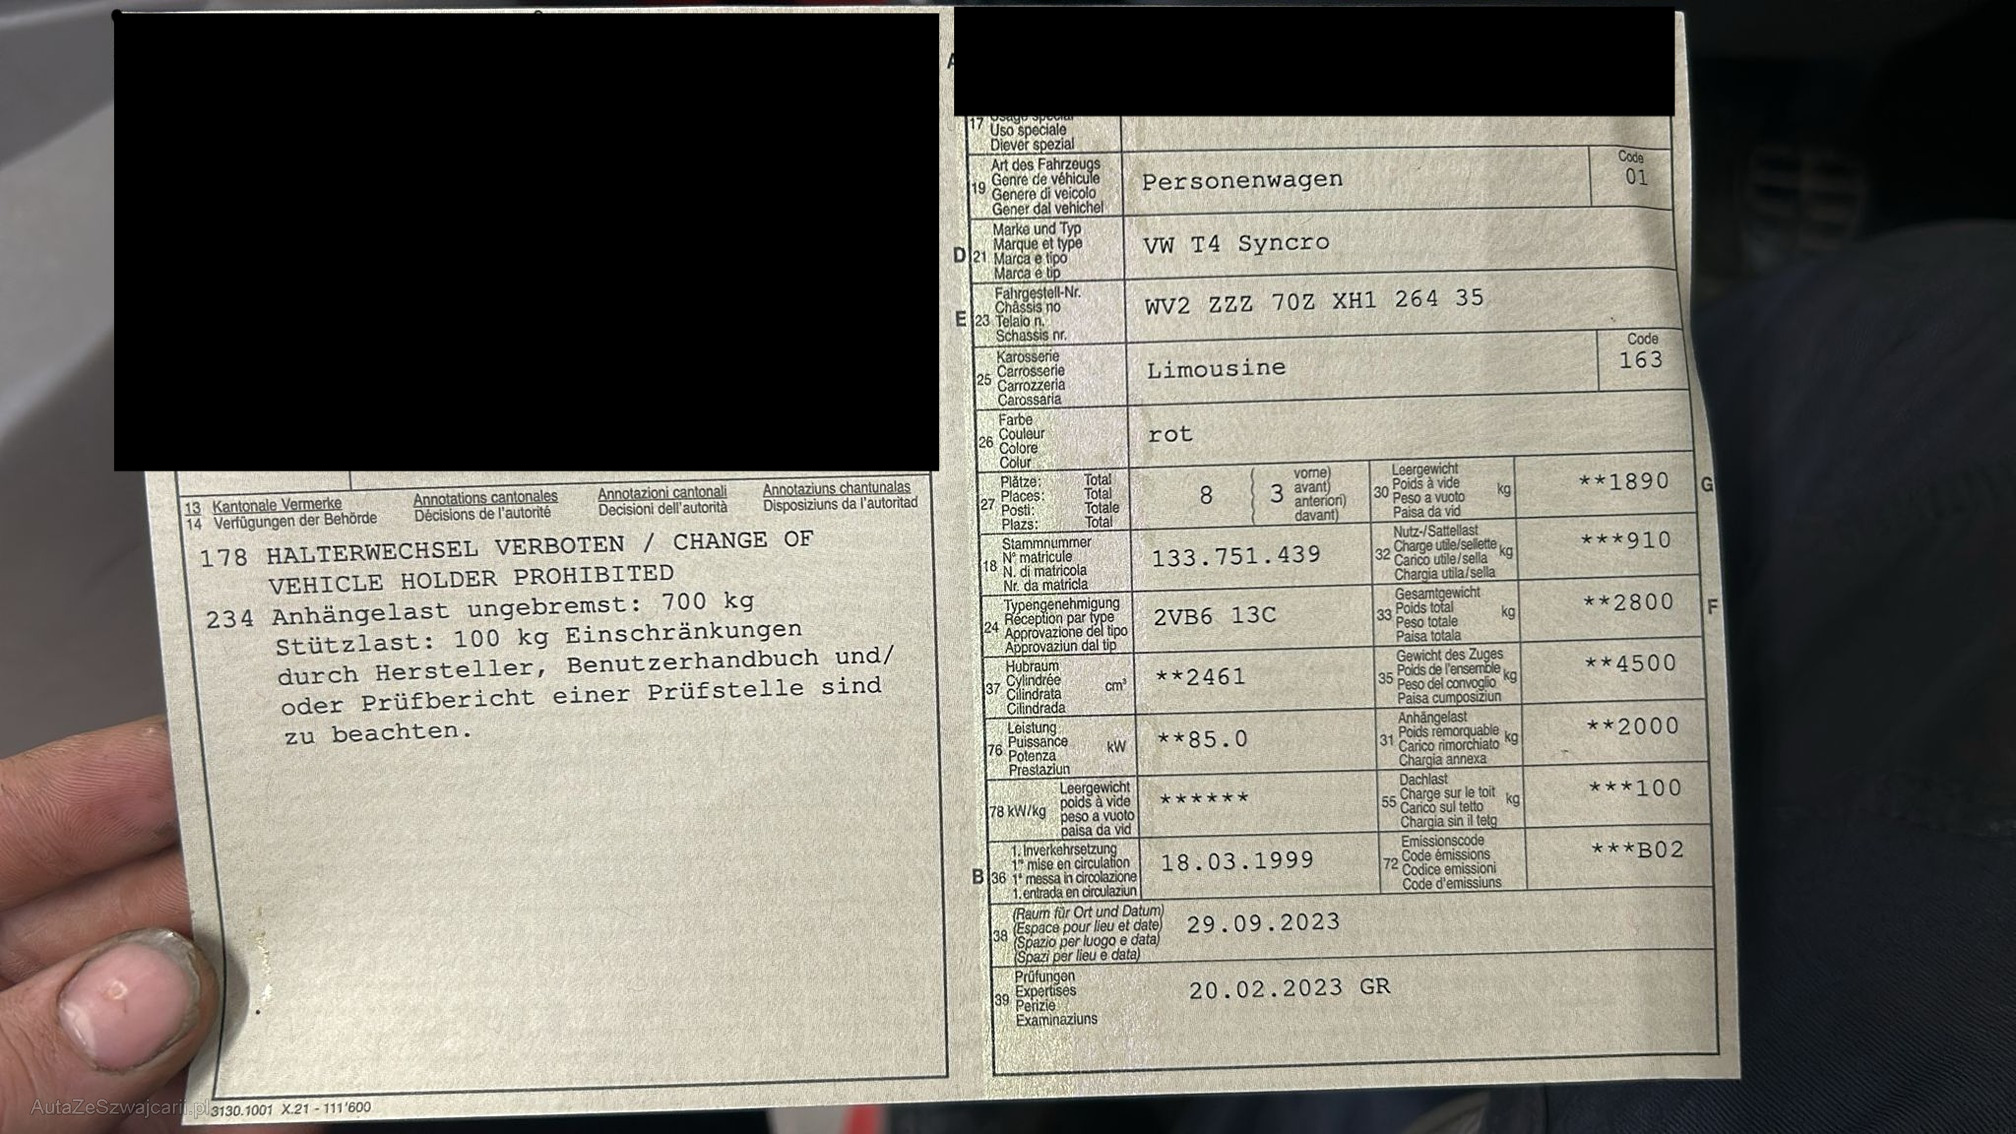 13 Kantonale Vermerke Annotations cantonales Annotazioni cantonali Annotaziuns chantunalas
14 Verfügungen der Behörde Décisions de l'autorité Decisioni dell'autorità Disposiziuns da l'autoritad
178 HALTERWECHSEL VERBOTEN / CHANGE OF
VEHICLE HOLDER PROHIBITED
234 Anhängelast ungebremst: 700 kg
Stützlast: 100 kg Einschränkungen
durch Hersteller, Benutzerhandbuch und/
oder Prüfbericht einer Prüfstelle sind
zu beachten.
3130.1001 X.21 - 111'600
AutaZeSzwajcarii.pl
A
17 Usage spécial
Uso speciale
Diever spezial
19 Art des Fahrzeugs
Genre de véhicule
Genere di veicolo
Gener dal vehichel
Personenwagen
Code
01
D 21 Marke und Typ
Marque et type
Marca e tipo
Marca e tip
VW T4 Syncro
E 23 Fahrgestell-Nr.
Châssis no
Telaio n.
Schassis nr.
WV2 ZZZ 70Z XH1 264 35
25 Karosserie
Carrosserie
Carrozzeria
Carossaria
Limousine
Code
163
26 Farbe
Couleur
Colore
Colur
rot
27 Plätze: Total
Places: Total
Posti: Totale
Plazs: Total
8 ( 3 vorne)
avant)
anteriori)
davant)
30 Leergewicht
Poids à vide
Peso a vuoto
Paisa da vid
kg
**1890
G
18 Stammnummer
N° matricule
N. di matricola
Nr. da matricla
133.751.439
32 Nutz-/Sattellast
Charge utile/sellette
Carico utile/sella
Chargia utila/sella
kg
***910
24 Typengenehmigung
Réception par type
Approvazione del tipo
Approvaziun dal tip
2VB6 13C
33 Gesamtgewicht
Poids total
Peso totale
Paisa totala
kg
**2800
F
37 Hubraum
Cylindrée
Cilindrata
Cilindrada
cm³
**2461
35 Gewicht des Zuges
Poids de l'ensemble
Peso del convoglio
Paisa cumposiziun
kg
**4500
76 Leistung
Puissance
Potenza
Prestaziun
kW
**85.0
31 Anhängelast
Poids remorquable
Carico rimorchiato
Chargia annexa
kg
**2000
78 kW/kg Leergewicht
poids à vide
peso a vuoto
paisa da vid
******
55 Dachlast
Charge sur le toit
Carico sul tetto
Chargia sin il tetg
kg
***100
B 36 1. Inverkehrsetzung
1re mise en circulation
1a messa in circolazione
1. entrada en circulaziun
18.03.1999
72 Emissionscode
Code émissions
Codice emissioni
Code d'emissiuns
***B02
38 (Raum für Ort und Datum)
(Espace pour lieu et date)
(Spazio per luogo e data)
(Spazi per lieu e data)
29.09.2023
39 Prüfungen
Expertises
Perizie
Examinaziuns
20.02.2023 GR